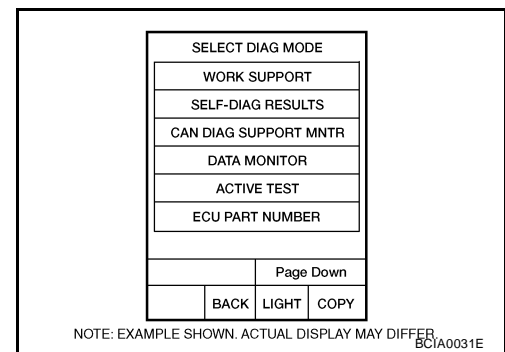 SELECT DIAG MODE
WORK SUPPORT
SELF-DIAG RESULTS
CAN DIAG SUPPORT MNTR
DATA MONITOR
ACTIVE TEST
ECU PART NUMBER
Page Down
BACK LIGHT COPY
NOTE: EXAMPLE SHOWN. ACTUAL DISPLAY MAY DIFFER.
BCIA0031E